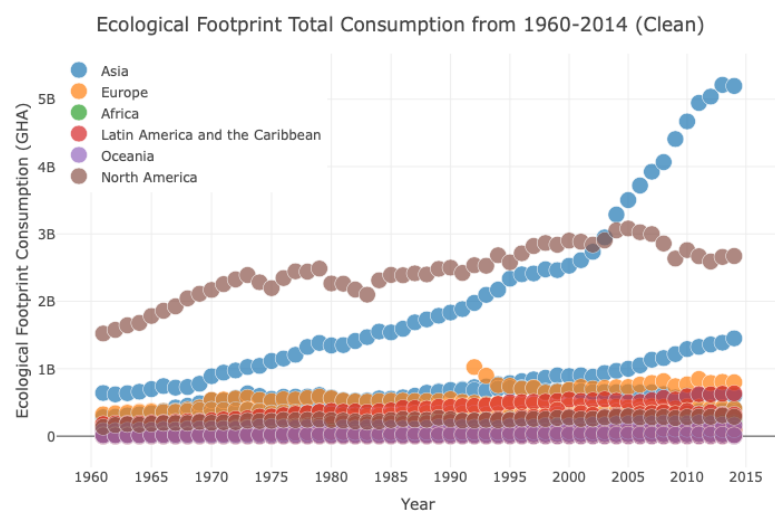 Ecological Footprint Total Consumption from 1960-2014 (Clean)
Asia
Europe
Africa
Latin America and the Caribbean
Oceania
North America
Ecological Footprint Consumption (GHA)
5B
4B
3B
2B
1B
0
1960 1965 1970 1975 1980 1985 1990 1995 2000 2005 2010 2015
Year